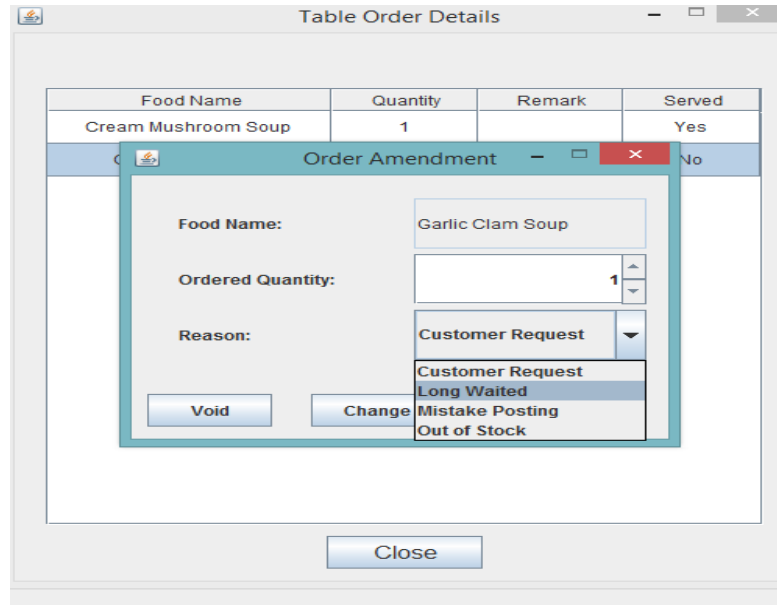 Table Order Details
Food Name Quantity Remark Served
Cream Mushroom Soup 1 Yes
No
Order Amendment
Food Name: Garlic Clam Soup
Ordered Quantity: 1
Reason: Customer Request
Customer Request
Long Waited
Mistake Posting
Out of Stock
Void Change
Close